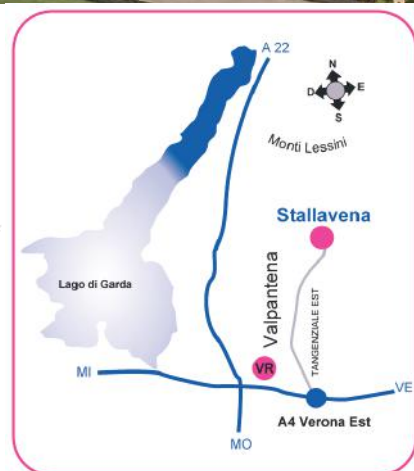 A 22
N
D
E
S
Monti Lessini
Stallavena
Lago di Garda
Valpantena
TANGENZIALE EST
VR
MI
VE
A4 Verona Est
MO